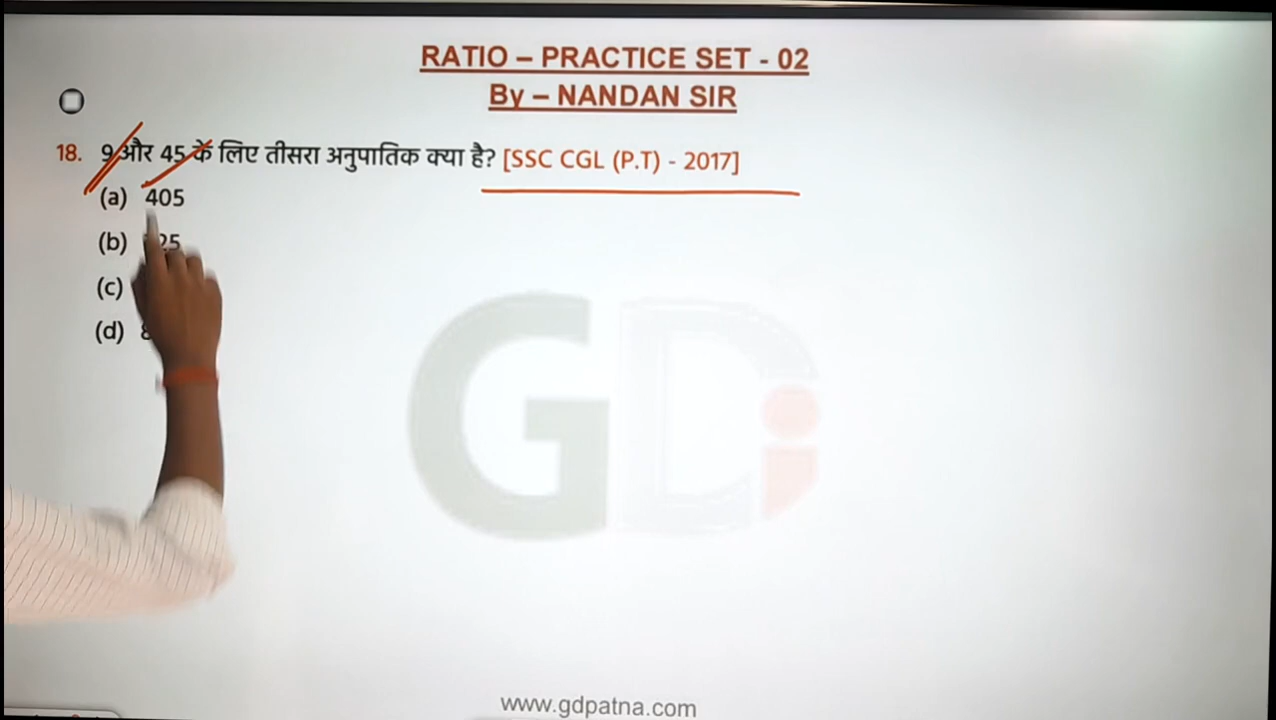 RATIO – PRACTICE SET - 02
By – NANDAN SIR
18. 9 और 45 के लिए तीसरा अनुपातिक क्या है? [SSC CGL (P.T) - 2017]
(a) 405
(b)
(c)
(d)
GD
www.gdpatna.com